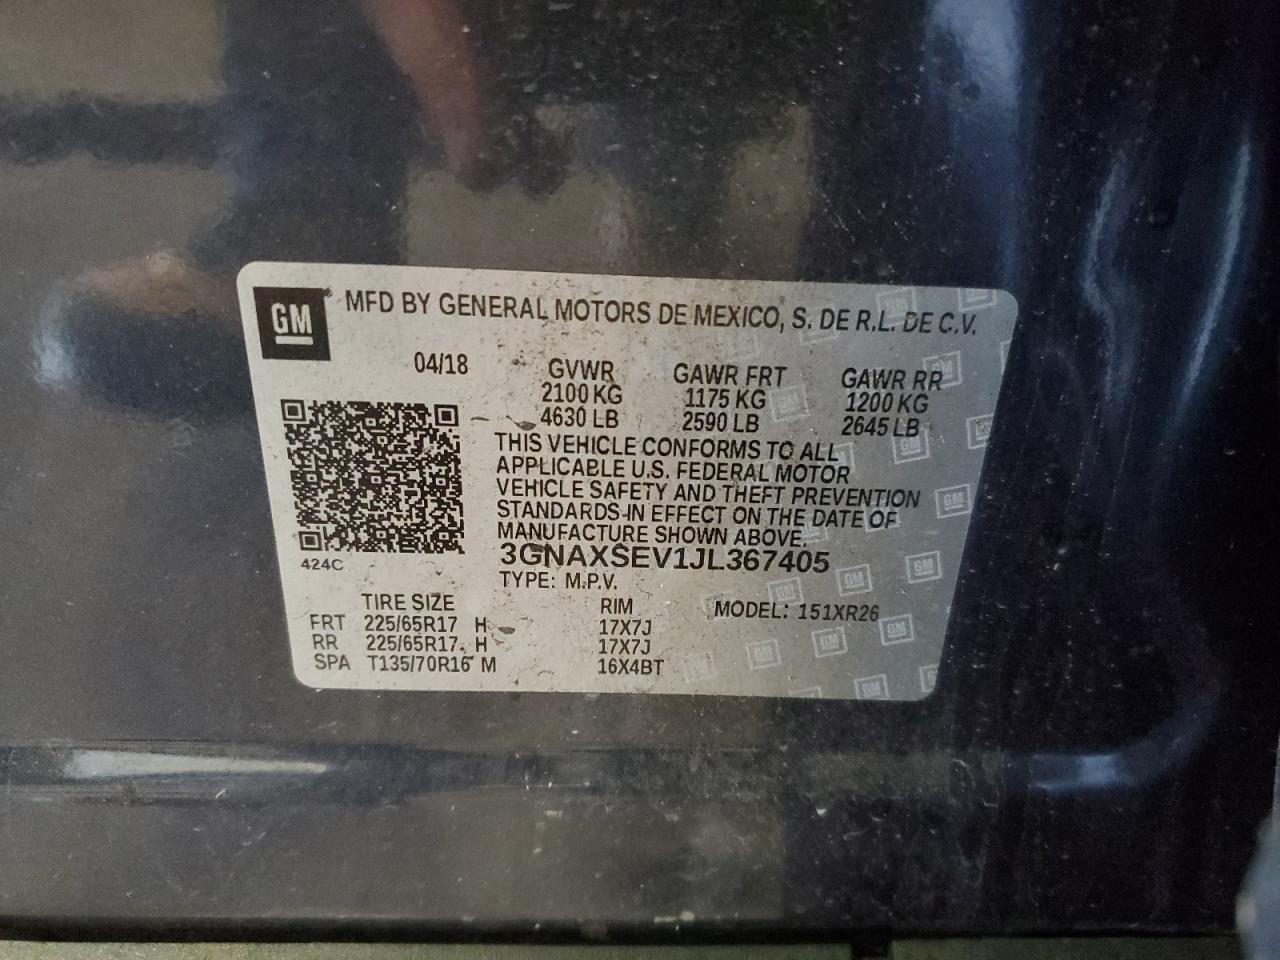 GM MFD BY GENERAL MOTORS DE MEXICO, S. DE R.L. DE C.V.
04/18 GVWR GAWR FRT GAWR RR
2100 KG 1175 KG 1200 KG
4630 LB 2590 LB 2645 LB
THIS VEHICLE CONFORMS TO ALL
APPLICABLE U.S. FEDERAL MOTOR
VEHICLE SAFETY AND THEFT PREVENTION
STANDARDS IN EFFECT ON THE DATE OF
MANUFACTURE SHOWN ABOVE.
3GNAXSEV1JL367405
424C
TYPE: M.P.V.
TIRE SIZE RIM MODEL: 151XR26
FRT 225/65R17 H 17X7J
RR 225/65R17 H 17X7J
SPA T135/70R16 M 16X4BT